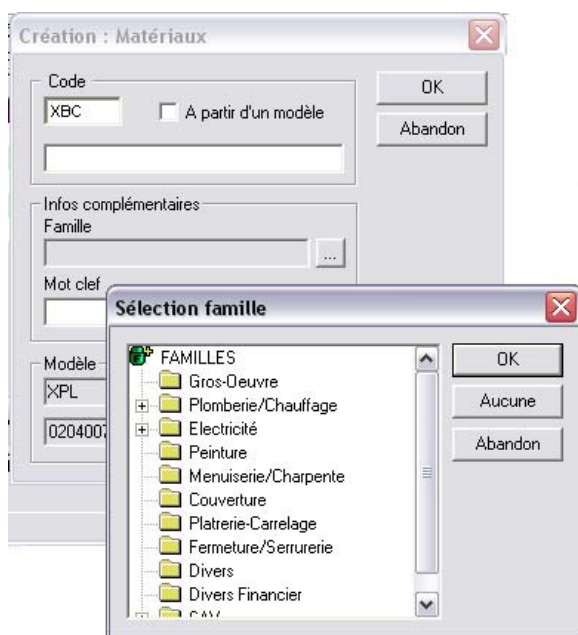 Création : Matériaux
Code
XBC
A partir d'un modèle
OK
Abandon
Infos complémentaires
Famille
...
Mot clef
Modèle
XPL
Sélection famille
FAMILLES
Gros-Oeuvre
Plomberie/Chauffage
Electricité
Peinture
Menuiserie/Charpente
Couverture
Platrerie-Carrelage
Fermeture/Serrurerie
Divers
Divers Financier
SAV
OK
Aucune
Abandon